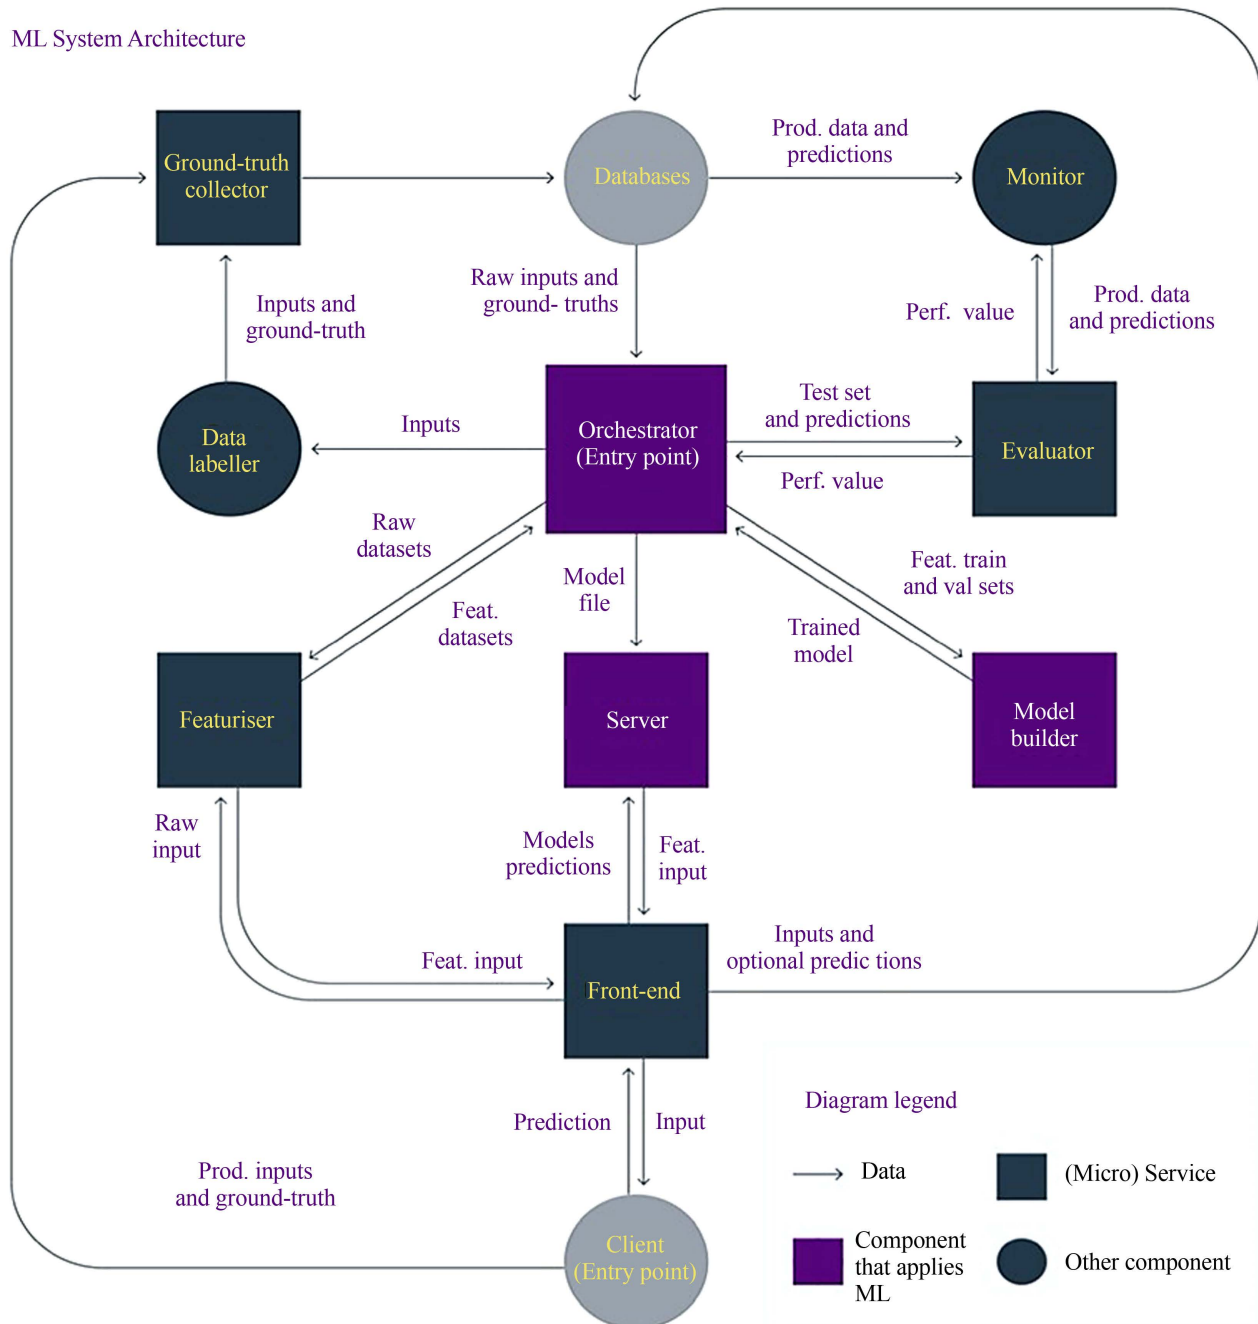 ML System Architecture
Ground-truth
collector
Databases
Prod. data and
predictions
Monitor
Inputs and
ground-truth
Raw inputs and
ground- truths
Perf. value
Prod. data
and predictions
Data
labeller
Inputs
Orchestrator
(Entry point)
Test set
and predictions
Perf. value
Evaluator
Raw
datasets
Feat.
datasets
Model
file
Feat. train
and val sets
Trained
model
Featuriser
Server
Model
builder
Raw
input
Models
predictions
Feat.
input
Feat. input
Front-end
Inputs and
optional predic tions
Prediction
Input
Prod. inputs
and ground-truth
Client
(Entry point)
Diagram legend
Data
(Micro) Service
Component
that applies
ML
Other component